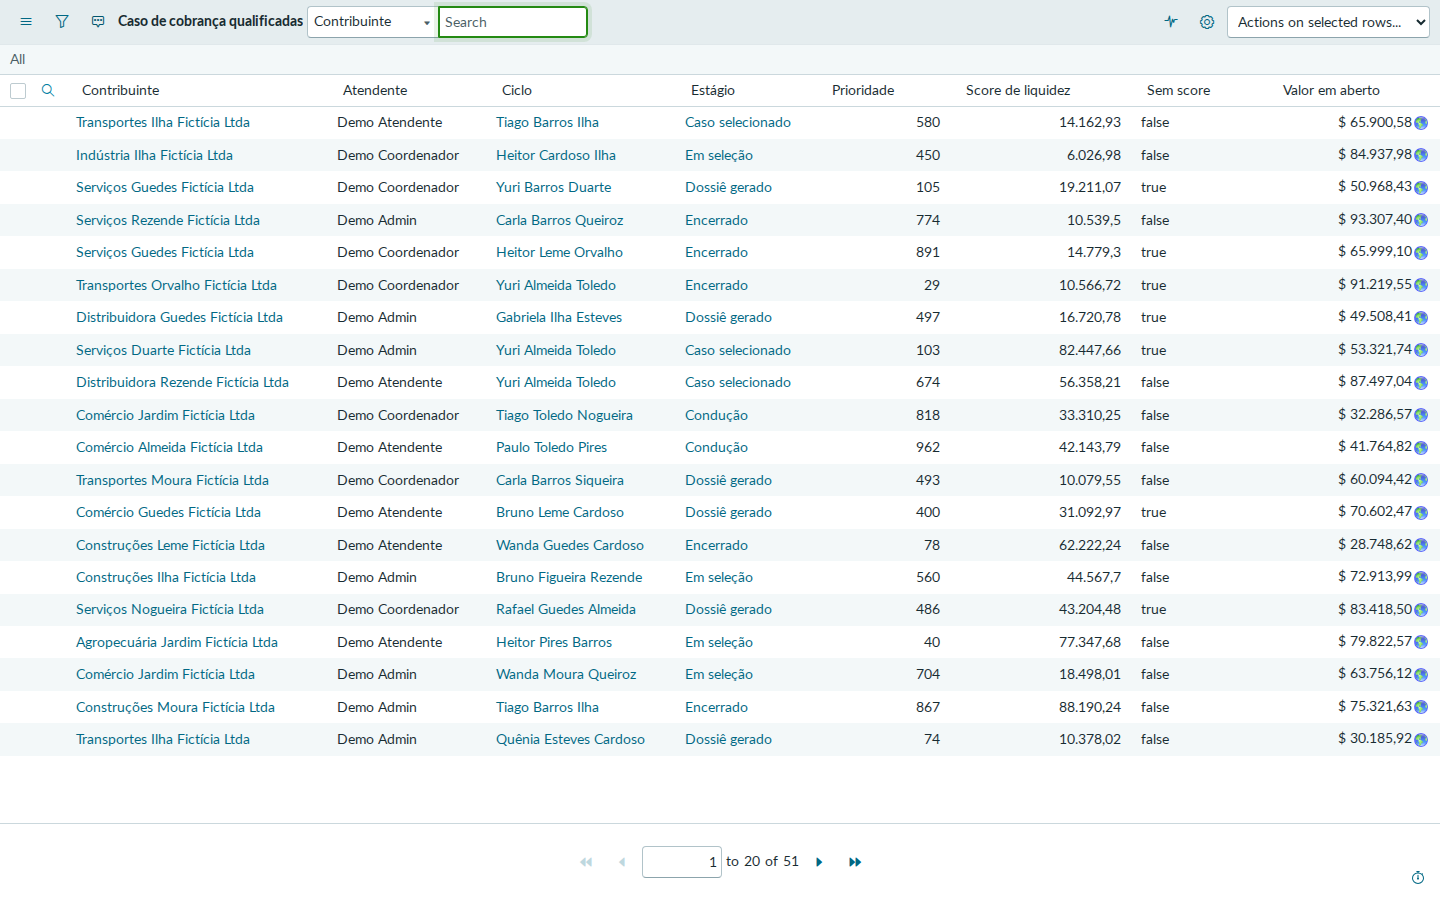 Caso de cobrança qualificadas Contribuinte Search Actions on selected rows...
All
Contribuinte Atendente Ciclo Estágio Prioridade Score de liquidez Sem score Valor em aberto
Transportes Ilha Fictícia Ltda Demo Atendente Tiago Barros Ilha Caso selecionado 580 14.162,93 false $ 65.900,58
Indústria Ilha Fictícia Ltda Demo Coordenador Heitor Cardoso Ilha Em seleção 450 6.026,98 false $ 84.937,98
Serviços Guedes Fictícia Ltda Demo Coordenador Yuri Barros Duarte Dossiê gerado 105 19.211,07 true $ 50.968,43
Serviços Rezende Fictícia Ltda Demo Admin Carla Barros Queiroz Encerrado 774 10.539,5 false $ 93.307,40
Serviços Guedes Fictícia Ltda Demo Coordenador Heitor Leme Orvalho Encerrado 891 14.779,3 true $ 65.999,10
Transportes Orvalho Fictícia Ltda Demo Coordenador Yuri Almeida Toledo Encerrado 29 10.566,72 true $ 91.219,55
Distribuidora Guedes Fictícia Ltda Demo Admin Gabriela Ilha Esteves Dossiê gerado 497 16.720,78 true $ 49.508,41
Serviços Duarte Fictícia Ltda Demo Admin Yuri Almeida Toledo Caso selecionado 103 82.447,66 true $ 53.321,74
Distribuidora Rezende Fictícia Ltda Demo Atendente Yuri Almeida Toledo Caso selecionado 674 56.358,21 false $ 87.497,04
Comércio Jardim Fictícia Ltda Demo Coordenador Tiago Toledo Nogueira Condução 818 33.310,25 false $ 32.286,57
Comércio Almeida Fictícia Ltda Demo Atendente Paulo Toledo Pires Condução 962 42.143,79 false $ 41.764,82
Transportes Moura Fictícia Ltda Demo Coordenador Carla Barros Siqueira Dossiê gerado 493 10.079,55 false $ 60.094,42
Comércio Guedes Fictícia Ltda Demo Atendente Bruno Leme Cardoso Dossiê gerado 400 31.092,97 true $ 70.602,47
Construções Leme Fictícia Ltda Demo Atendente Wanda Guedes Cardoso Encerrado 78 62.222,24 false $ 28.748,62
Construções Ilha Fictícia Ltda Demo Admin Bruno Figueira Rezende Em seleção 560 44.567,7 false $ 72.913,99
Serviços Nogueira Fictícia Ltda Demo Coordenador Rafael Guedes Almeida Dossiê gerado 486 43.204,48 true $ 83.418,50
Agropecuária Jardim Fictícia Ltda Demo Atendente Heitor Pires Barros Em seleção 40 77.347,68 false $ 79.822,57
Comércio Jardim Fictícia Ltda Demo Admin Wanda Moura Queiroz Em seleção 704 18.498,01 false $ 63.756,12
Construções Moura Fictícia Ltda Demo Admin Tiago Barros Ilha Encerrado 867 88.190,24 false $ 75.321,63
Transportes Ilha Fictícia Ltda Demo Admin Quênia Esteves Cardoso Dossiê gerado 74 10.378,02 false $ 30.185,92
1 to 20 of 51